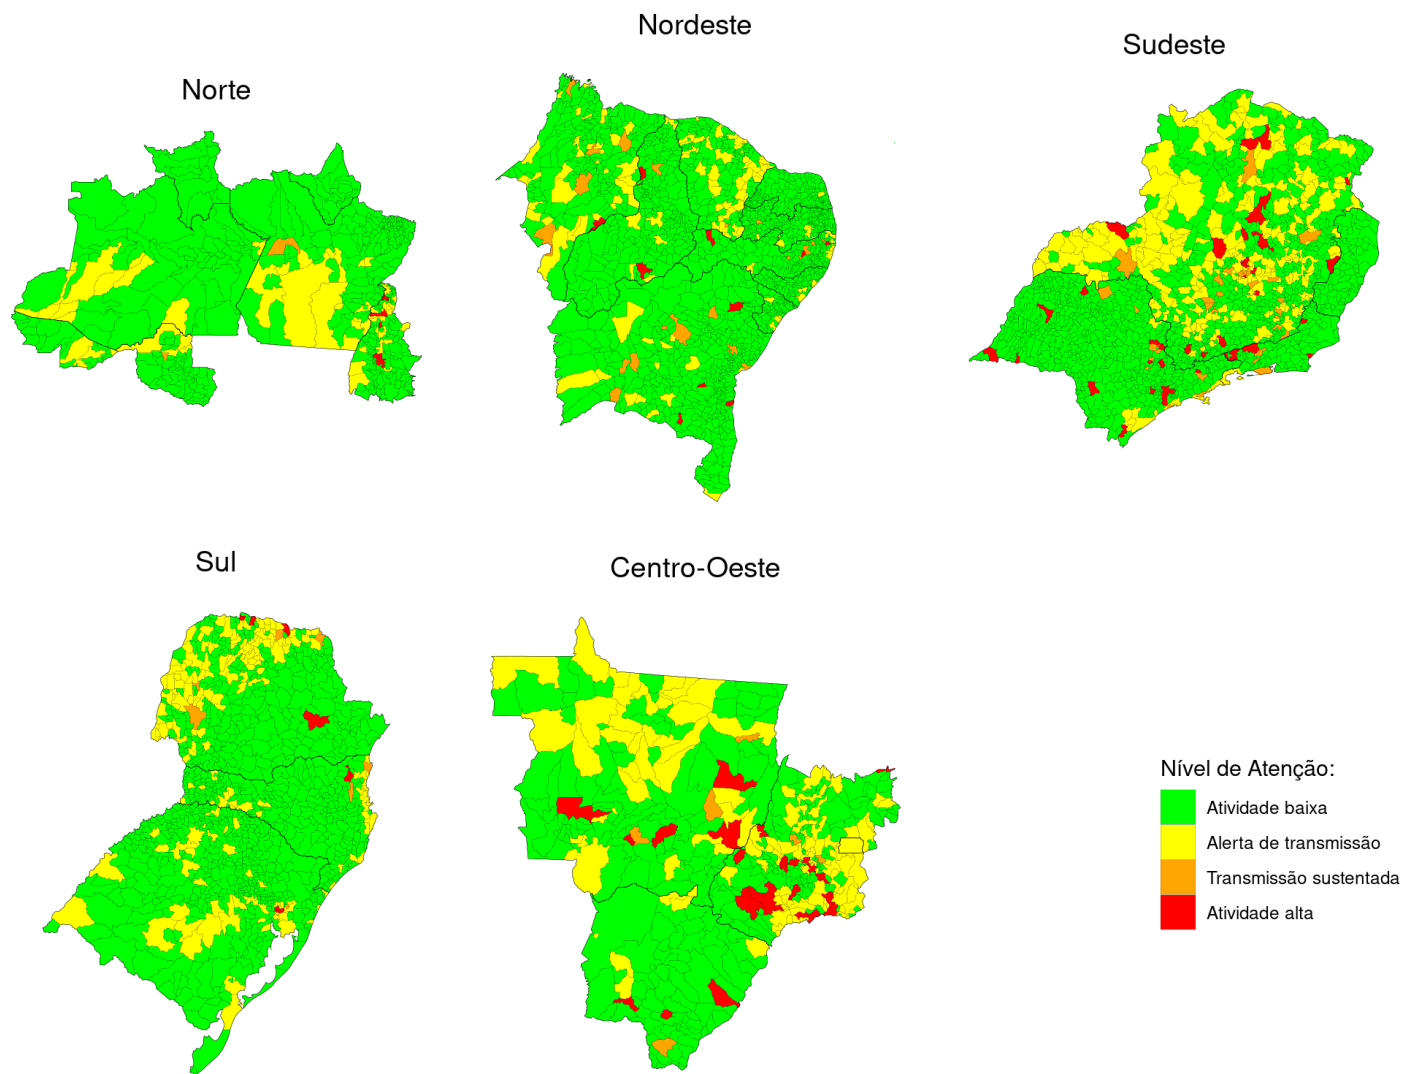 Norte
Nordeste
Sudeste
Sul
Centro-Oeste
Nível de Atenção:
Atividade baixa
Alerta de transmissão
Transmissão sustentada
Atividade alta